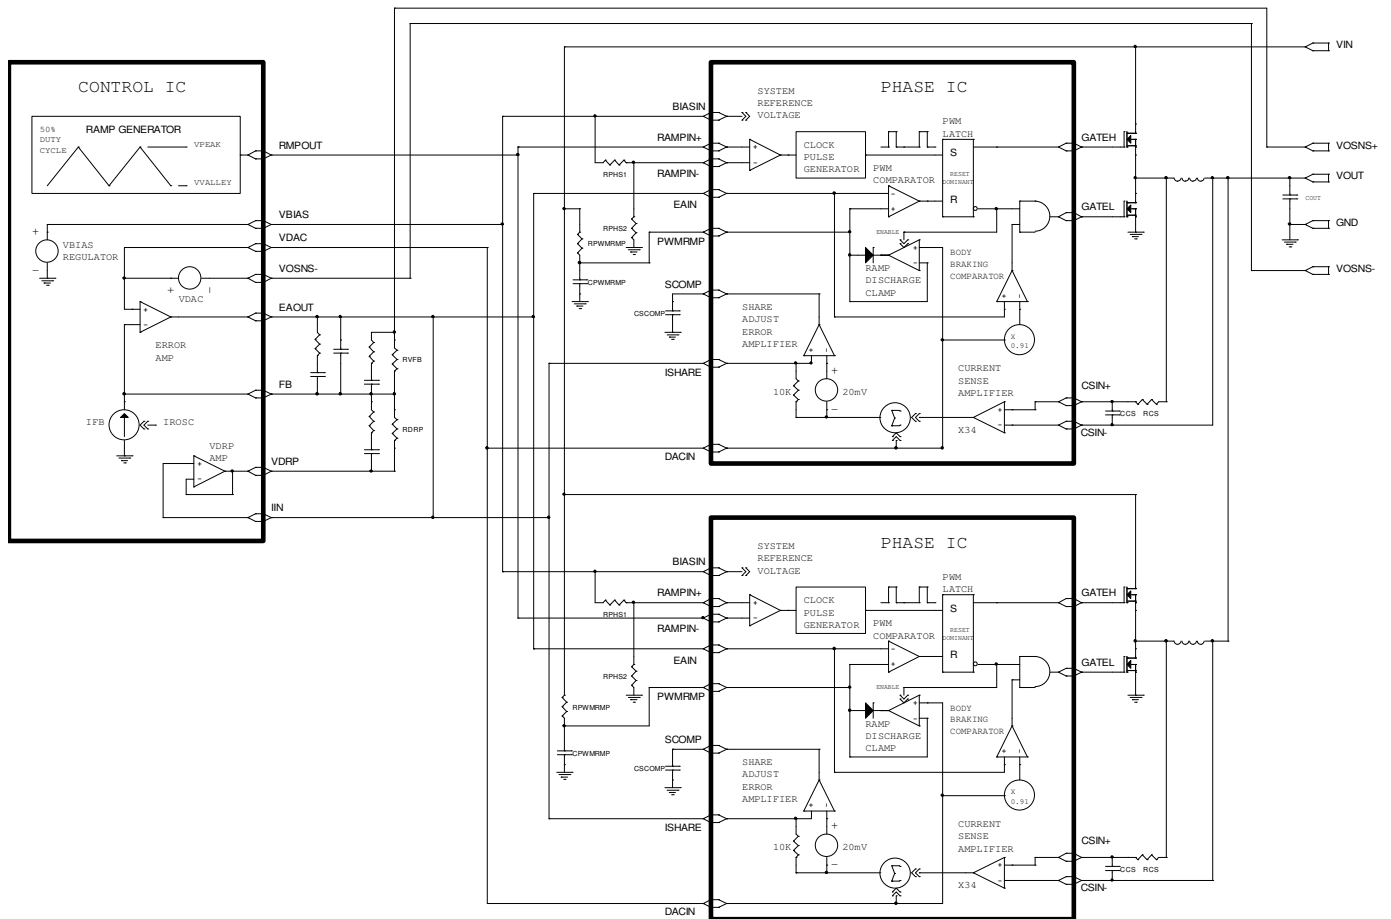 CONTROL IC
50%
DUTY
CYCLE
RAMP GENERATOR
VPEAK
VVALLEY
RMPOUT
VBIAS
+
VBIAS
REGULATOR
−
VDAC
VOSNS-
+
−
VDAC
EAOUT
+
−
ERROR
AMP
RVFB
FB
IFB
IROSC
RDRP
VDRP
AMP
+
−
VDRP
IIN
PHASE IC
SYSTEM
REFERENCE
VOLTAGE
BIASIN
RAMPIN+
RPHS1
RAMPIN-
+
−
CLOCK
PULSE
GENERATOR
PWM
LATCH
S
RESET
DOMINANT
R
PWM
COMPARATOR
−
+
EAIN
RPHS2
PWMRMP
RPWMRMP
CPWMRMP
ENABLE
+
−
RAMP
DISCHARGE
CLAMP
BODY
BRAKING
COMPARATOR
+
−
SCOMP
CSCOMP
SHARE
ADJUST
ERROR
AMPLIFIER
+
−
X
0.91
ISHARE
10K
+
20mV
−
CURRENT
SENSE
AMPLIFIER
Σ
X34
+
−
DACIN
GATEH
GATEL
CSIN+
CCS
RCS
CSIN-
VIN
VOSNS+
VOUT
COUT
GND
VOSNS-
PHASE IC
SYSTEM
REFERENCE
VOLTAGE
BIASIN
RAMPIN+
RPHS1
RAMPIN-
+
−
CLOCK
PULSE
GENERATOR
PWM
LATCH
S
RESET
DOMINANT
R
PWM
COMPARATOR
−
+
EAIN
RPHS2
PWMRMP
RPWMRMP
CPWMRMP
ENABLE
+
−
RAMP
DISCHARGE
CLAMP
BODY
BRAKING
COMPARATOR
+
−
SCOMP
CSCOMP
SHARE
ADJUST
ERROR
AMPLIFIER
+
−
X
0.91
ISHARE
10K
+
20mV
−
CURRENT
SENSE
AMPLIFIER
Σ
X34
+
−
DACIN
GATEH
GATEL
CSIN+
CCS
RCS
CSIN-